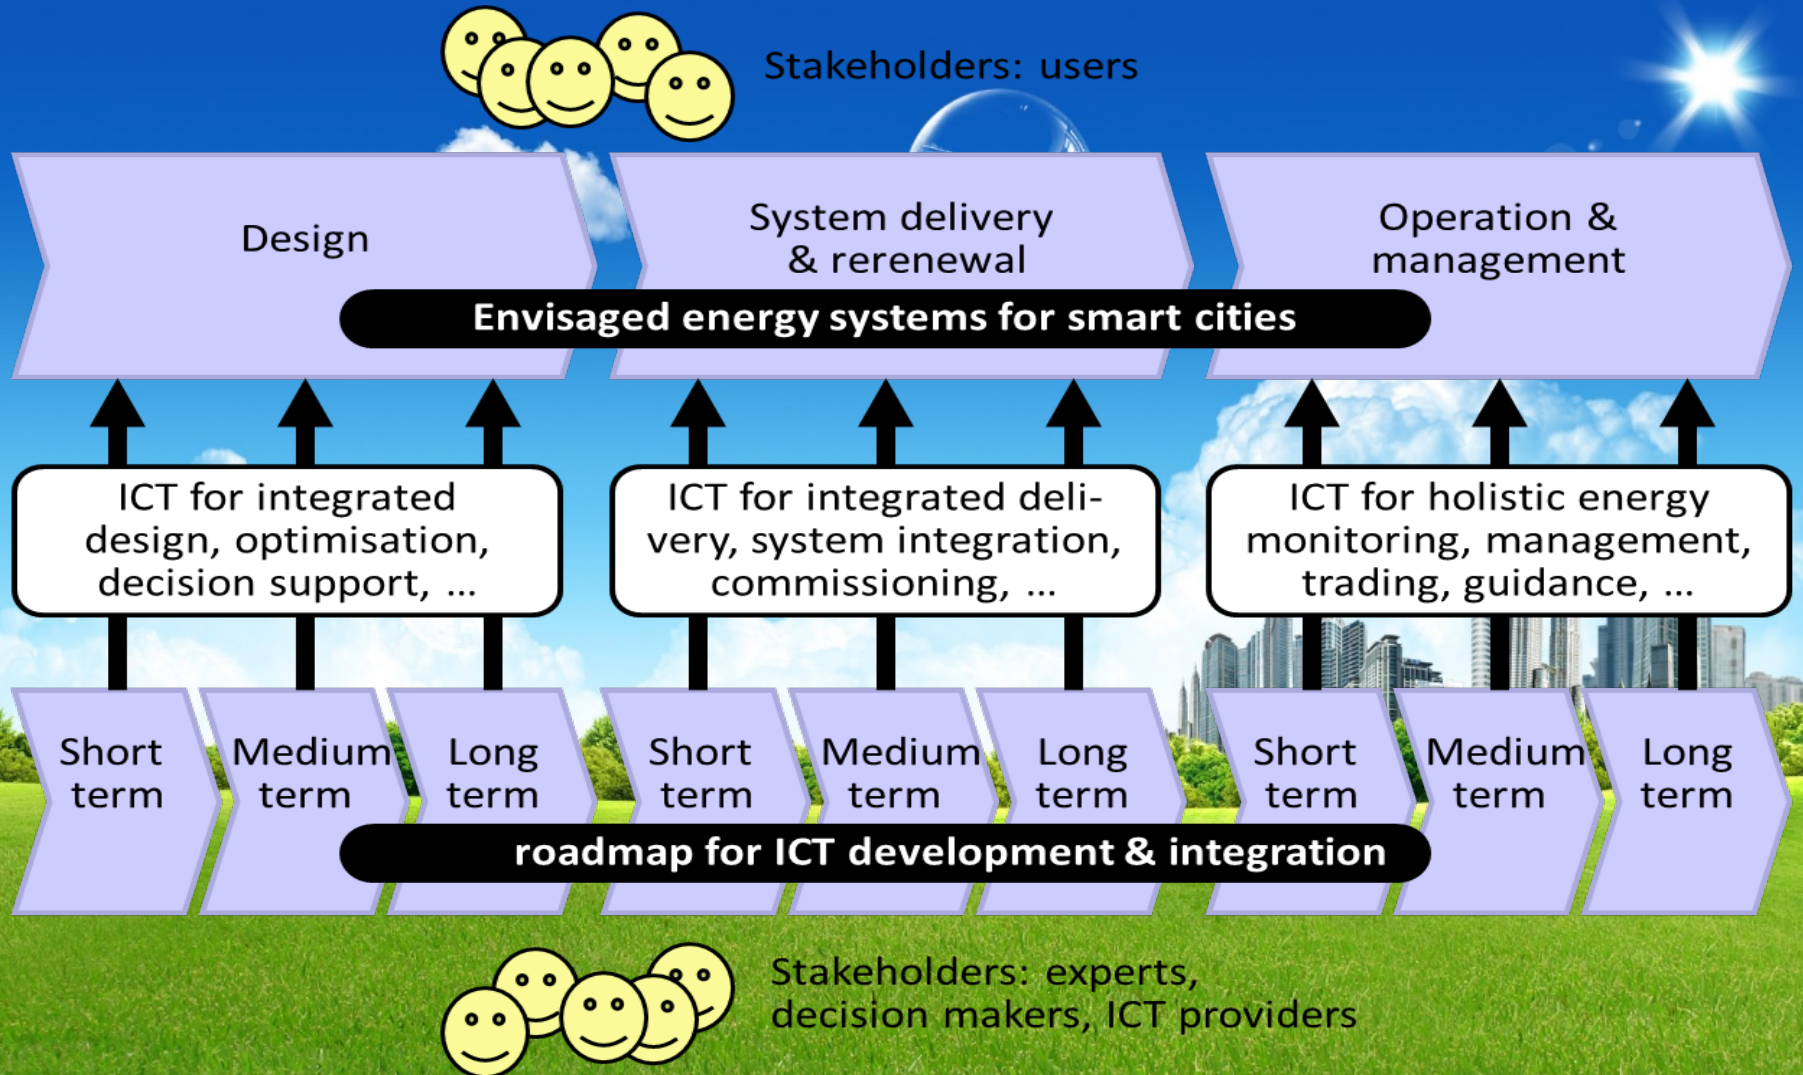 Stakeholders: users
Design
System delivery
& rerenewal
Operation &
management
Envisaged energy systems for smart cities
ICT for integrated
design, optimisation,
decision support, ...
ICT for integrated deli-
very, system integration,
commissioning, ...
ICT for holistic energy
monitoring, management,
trading, guidance, ...
Short
term
Medium
term
Long
term
Short
term
Medium
term
Long
term
Short
term
Medium
term
Long
term
roadmap for ICT development & integration
Stakeholders: experts,
decision makers, ICT providers